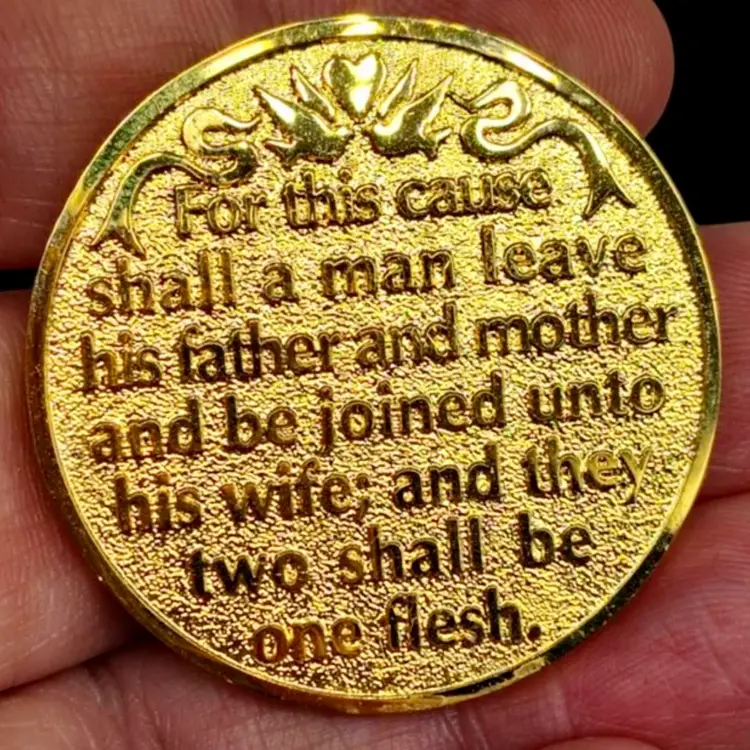 For this cause
shall a man leave
his father and mother
and be joined unto
his wife; and they
two shall be
one flesh.